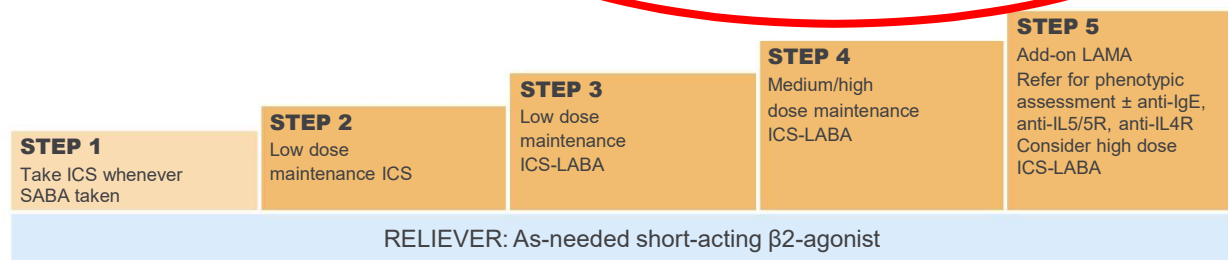 STEP 1
Take ICS whenever
SABA taken
STEP 2
Low dose
maintenance ICS
STEP 3
Low dose
maintenance
ICS-LABA
STEP 4
Medium/high
dose maintenance
ICS-LABA
STEP 5
Add-on LAMA
Refer for phenotypic
assessment ± anti-IgE,
anti-IL5/5R, anti-IL4R
Consider high dose
ICS-LABA
RELIEVER: As-needed short-acting β2-agonist